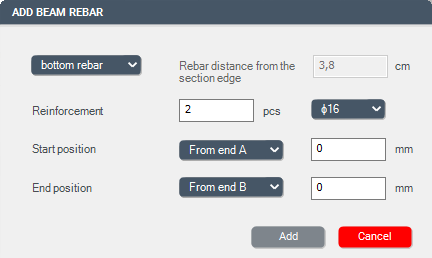 ADD BEAM REBAR
bottom rebar Rebar distance from the 3,8 cm
section edge
Reinforcement 2 pcs ϕ16
Start position From end A 0 mm
End position From end B 0 mm
Add Cancel